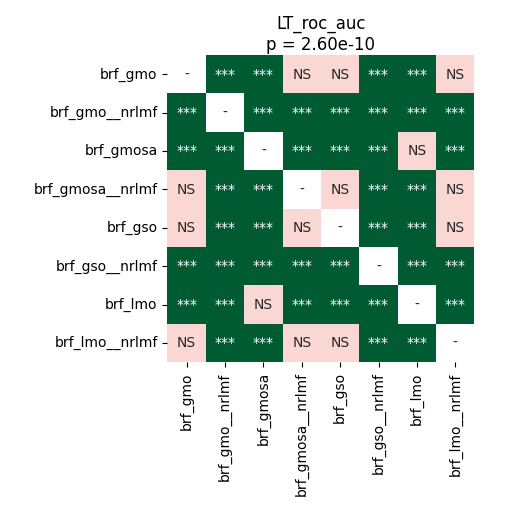 LT_roc_auc
p = 2.60e-10
brf_gmo - *** *** NS NS *** *** NS
brf_gmo__nrlmf *** - *** *** *** *** *** ***
brf_gmosa *** *** - *** *** *** NS ***
brf_gmosa__nrlmf NS *** *** - NS *** *** NS
brf_gso NS *** *** NS - *** *** NS
brf_gso__nrlmf *** *** *** *** *** - *** ***
brf_lmo *** *** NS *** *** *** - ***
brf_lmo__nrlmf NS *** *** NS NS *** *** -
brf_gmo
brf_gmo__nrlmf
brf_gmosa
brf_gmosa__nrlmf
brf_gso
brf_gso__nrlmf
brf_lmo
brf_lmo__nrlmf